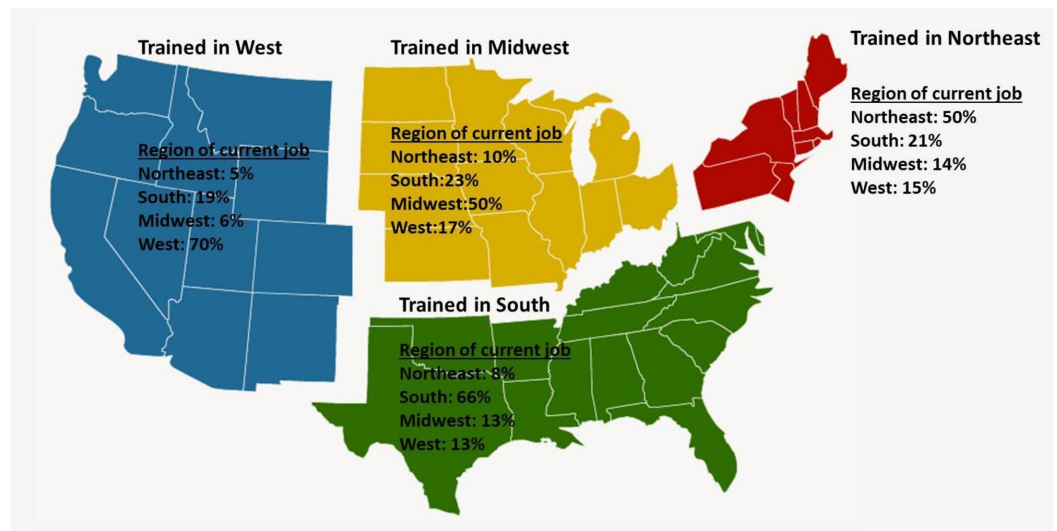 Trained in West
Region of current job
Northeast: 5%
South: 19%
Midwest: 6%
West: 70%
Trained in Midwest
Region of current job
Northeast: 10%
South:23%
Midwest:50%
West:17%
Trained in Northeast
Region of current job
Northeast: 50%
South: 21%
Midwest: 14%
West: 15%
Trained in South
Region of current job
Northeast: 8%
South: 66%
Midwest: 13%
West: 13%